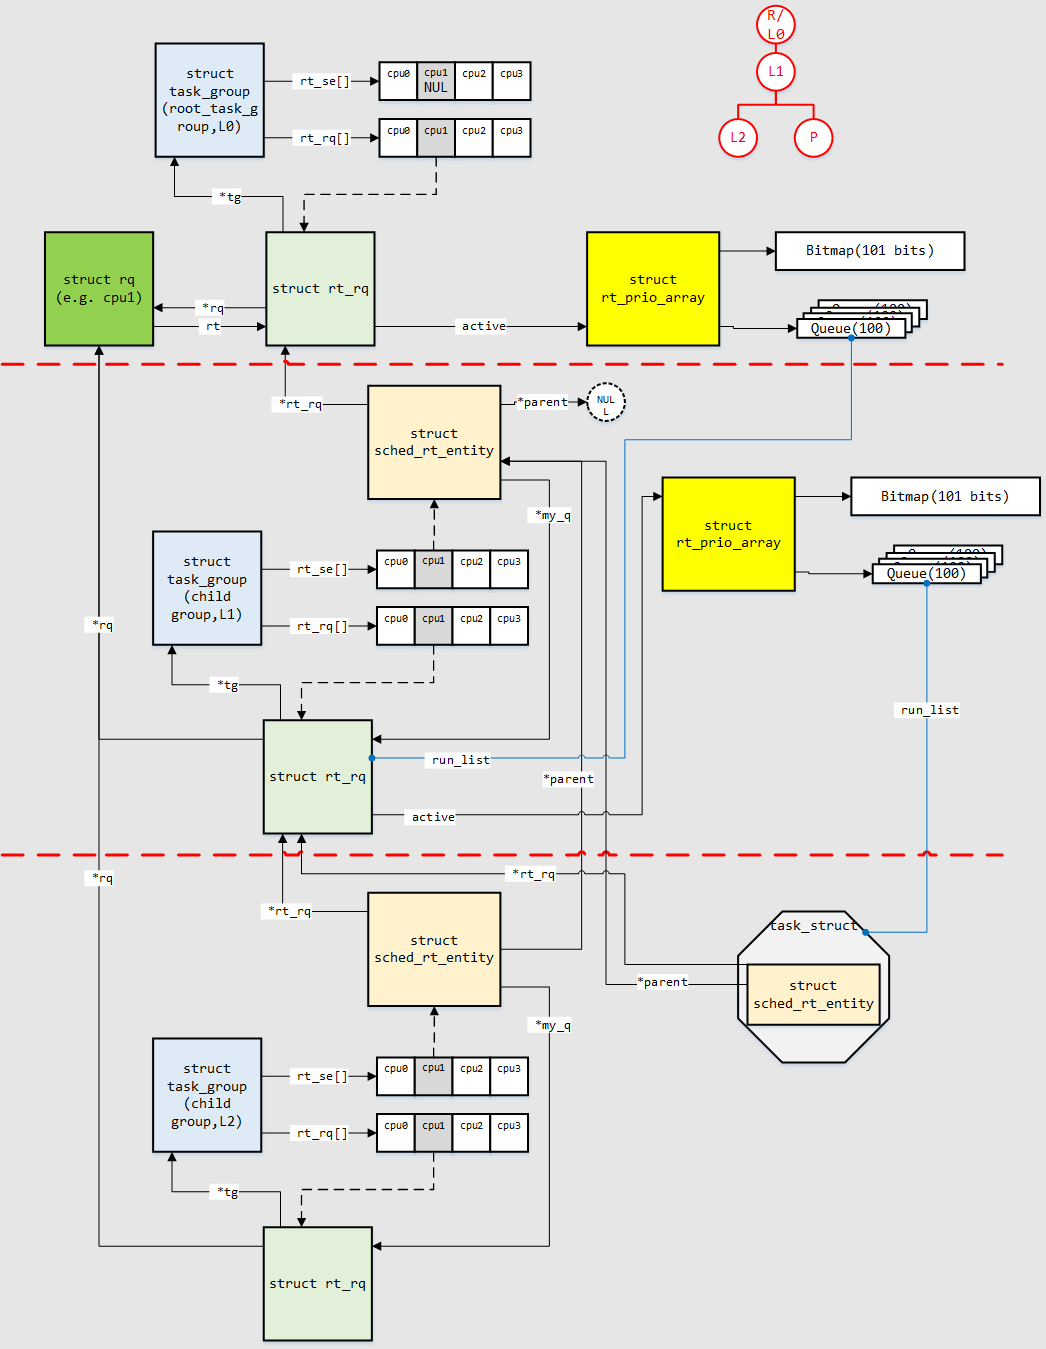 R/
L0
L1
L2
P
struct
task_group
(root_task_g
roup,L0)
rt_se[]
cpu0
cpu1
NUL
cpu2
cpu3
rt_rq[]
cpu0
cpu1
cpu2
cpu3
*tg
struct rq
(e.g. cpu1)
*rq
rt
struct rt_rq
active
struct
rt_prio_array
Bitmap(101 bits)
Queue(100)
*rt_rq
struct
sched_rt_entity
*parent
NUL
L
*my_q
struct
rt_prio_array
Bitmap(101 bits)
Queue(100)
struct
task_group
(child
group,L1)
rt_se[]
cpu0
cpu1
cpu2
cpu3
rt_rq[]
cpu0
cpu1
cpu2
cpu3
*rq
*tg
run_list
struct rt_rq
run_list
*parent
active
*rq
*rt_rq
*rt_rq
struct
sched_rt_entity
task_struct
*parent
struct
sched_rt_entity
*my_q
struct
task_group
(child
group,L2)
rt_se[]
cpu0
cpu1
cpu2
cpu3
rt_rq[]
cpu0
cpu1
cpu2
cpu3
*tg
struct rt_rq